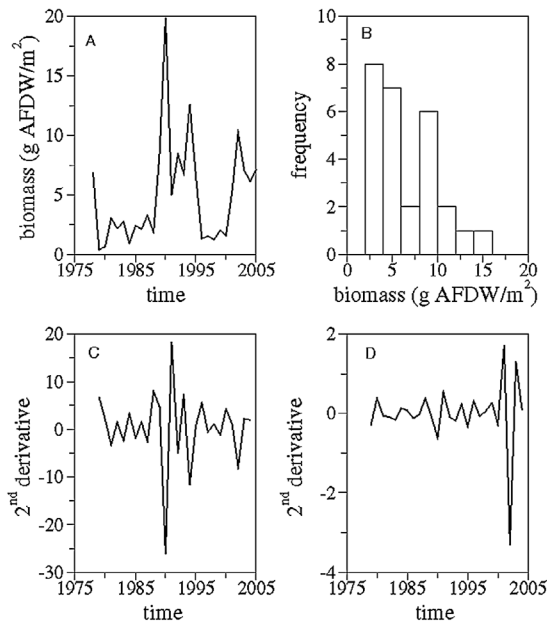 A
20
15
10
5
0
biomass (g AFDW/m²)
1975 1985 1995 2005
time
B
10
8
6
4
2
0
frequency
0 5 10 15 20
biomass (g AFDW/m²)
C
20
10
0
-10
-20
-30
2nd derivative
1975 1985 1995 2005
time
D
2
0
-2
-4
2nd derivative
1975 1985 1995 2005
time